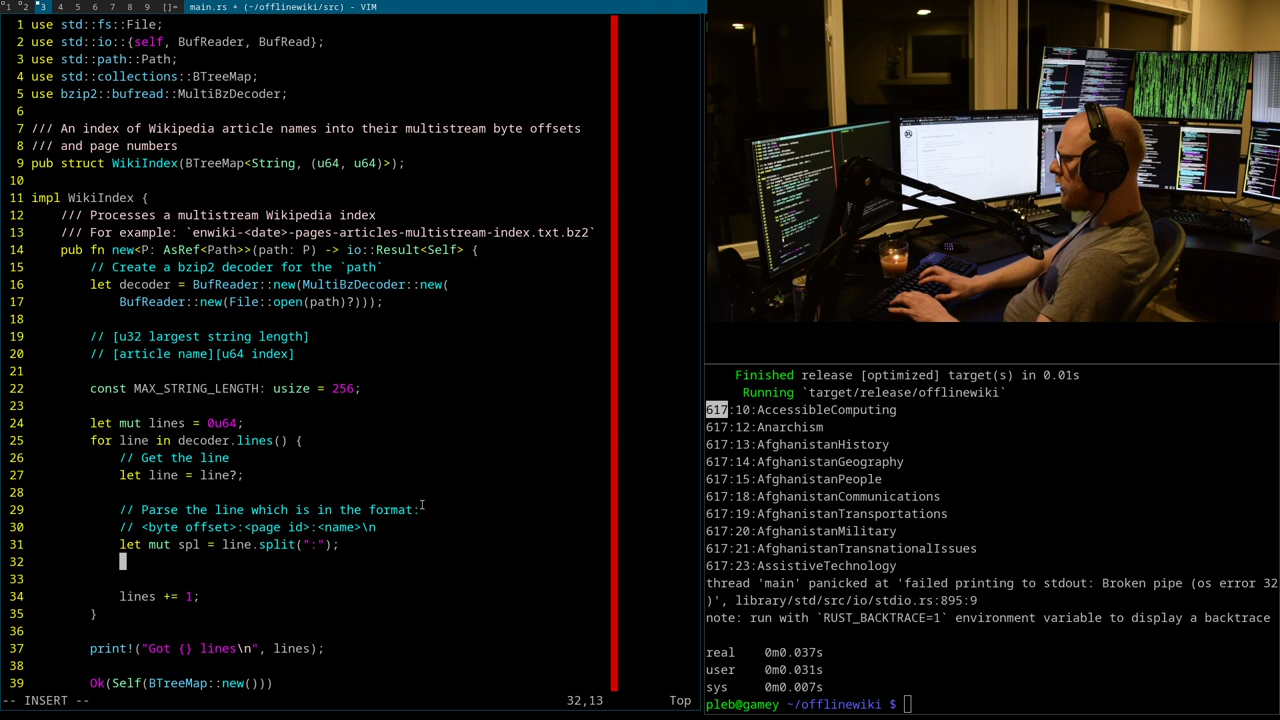 1 2 3 4 5 6 7 8 9 []= main.rs + (~/offlinewiki/src) - VIM
1 use std::fs::File;
2 use std::io::{self, BufReader, BufRead};
3 use std::path::Path;
4 use std::collections::BTreeMap;
5 use bzip2::bufread::MultiBzDecoder;
6
7 /// An index of Wikipedia article names into their multistream byte offsets
8 /// and page numbers
9 pub struct WikiIndex(BTreeMap<String, (u64, u64)>);
10
11 impl WikiIndex {
12     /// Processes a multistream Wikipedia index
13     /// For example: `enwiki-<date>-pages-articles-multistream-index.txt.bz2`
14     pub fn new<P: AsRef<Path>>(path: P) -> io::Result<Self> {
15         // Create a bzip2 decoder for the `path`
16         let decoder = BufReader::new(MultiBzDecoder::new(
17             BufReader::new(File::open(path)?)));
18
19         // [u32 largest string length]
20         // [article name][u64 index]
21
22         const MAX_STRING_LENGTH: usize = 256;
23
24         let mut lines = 0u64;
25         for line in decoder.lines() {
26             // Get the line
27             let line = line?;
28
29             // Parse the line which is in the format:
30             // <byte offset>:<page id>:<name>\n
31             let mut spl = line.split(":");
32
33
34             lines += 1;
35         }
36
37         print!("Got {} lines\n", lines);
38
39         Ok(Self(BTreeMap::new()))
-- INSERT -- 32,13 Top
Finished release [optimized] target(s) in 0.01s
Running `target/release/offlinewiki`
617:10:AccessibleComputing
617:12:Anarchism
617:13:AfghanistanHistory
617:14:AfghanistanGeography
617:15:AfghanistanPeople
617:18:AfghanistanCommunications
617:19:AfghanistanTransportations
617:20:AfghanistanMilitary
617:21:AfghanistanTransnationalIssues
617:23:AssistiveTechnology
thread 'main' panicked at 'failed printing to stdout: Broken pipe (os error 32
)', library/std/src/io/stdio.rs:895:9
note: run with `RUST_BACKTRACE=1` environment variable to display a backtrace
real 0m0.037s
user 0m0.031s
sys 0m0.007s
pleb@gamey ~/offlinewiki $